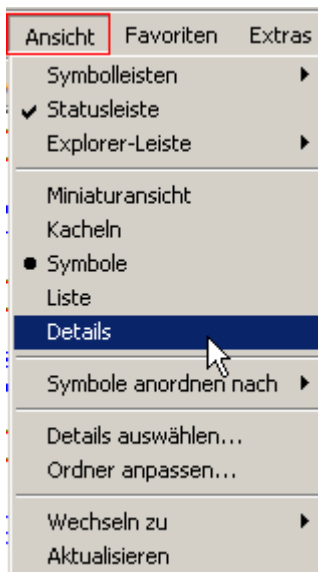 Ansicht Favoriten Extras
Symbolleisten
Statusleiste
Explorer-Leiste
Miniaturansicht
Kacheln
Symbole
Liste
Details
Symbole anordnen nach
Details auswählen...
Ordner anpassen...
Wechseln zu
Aktualisieren